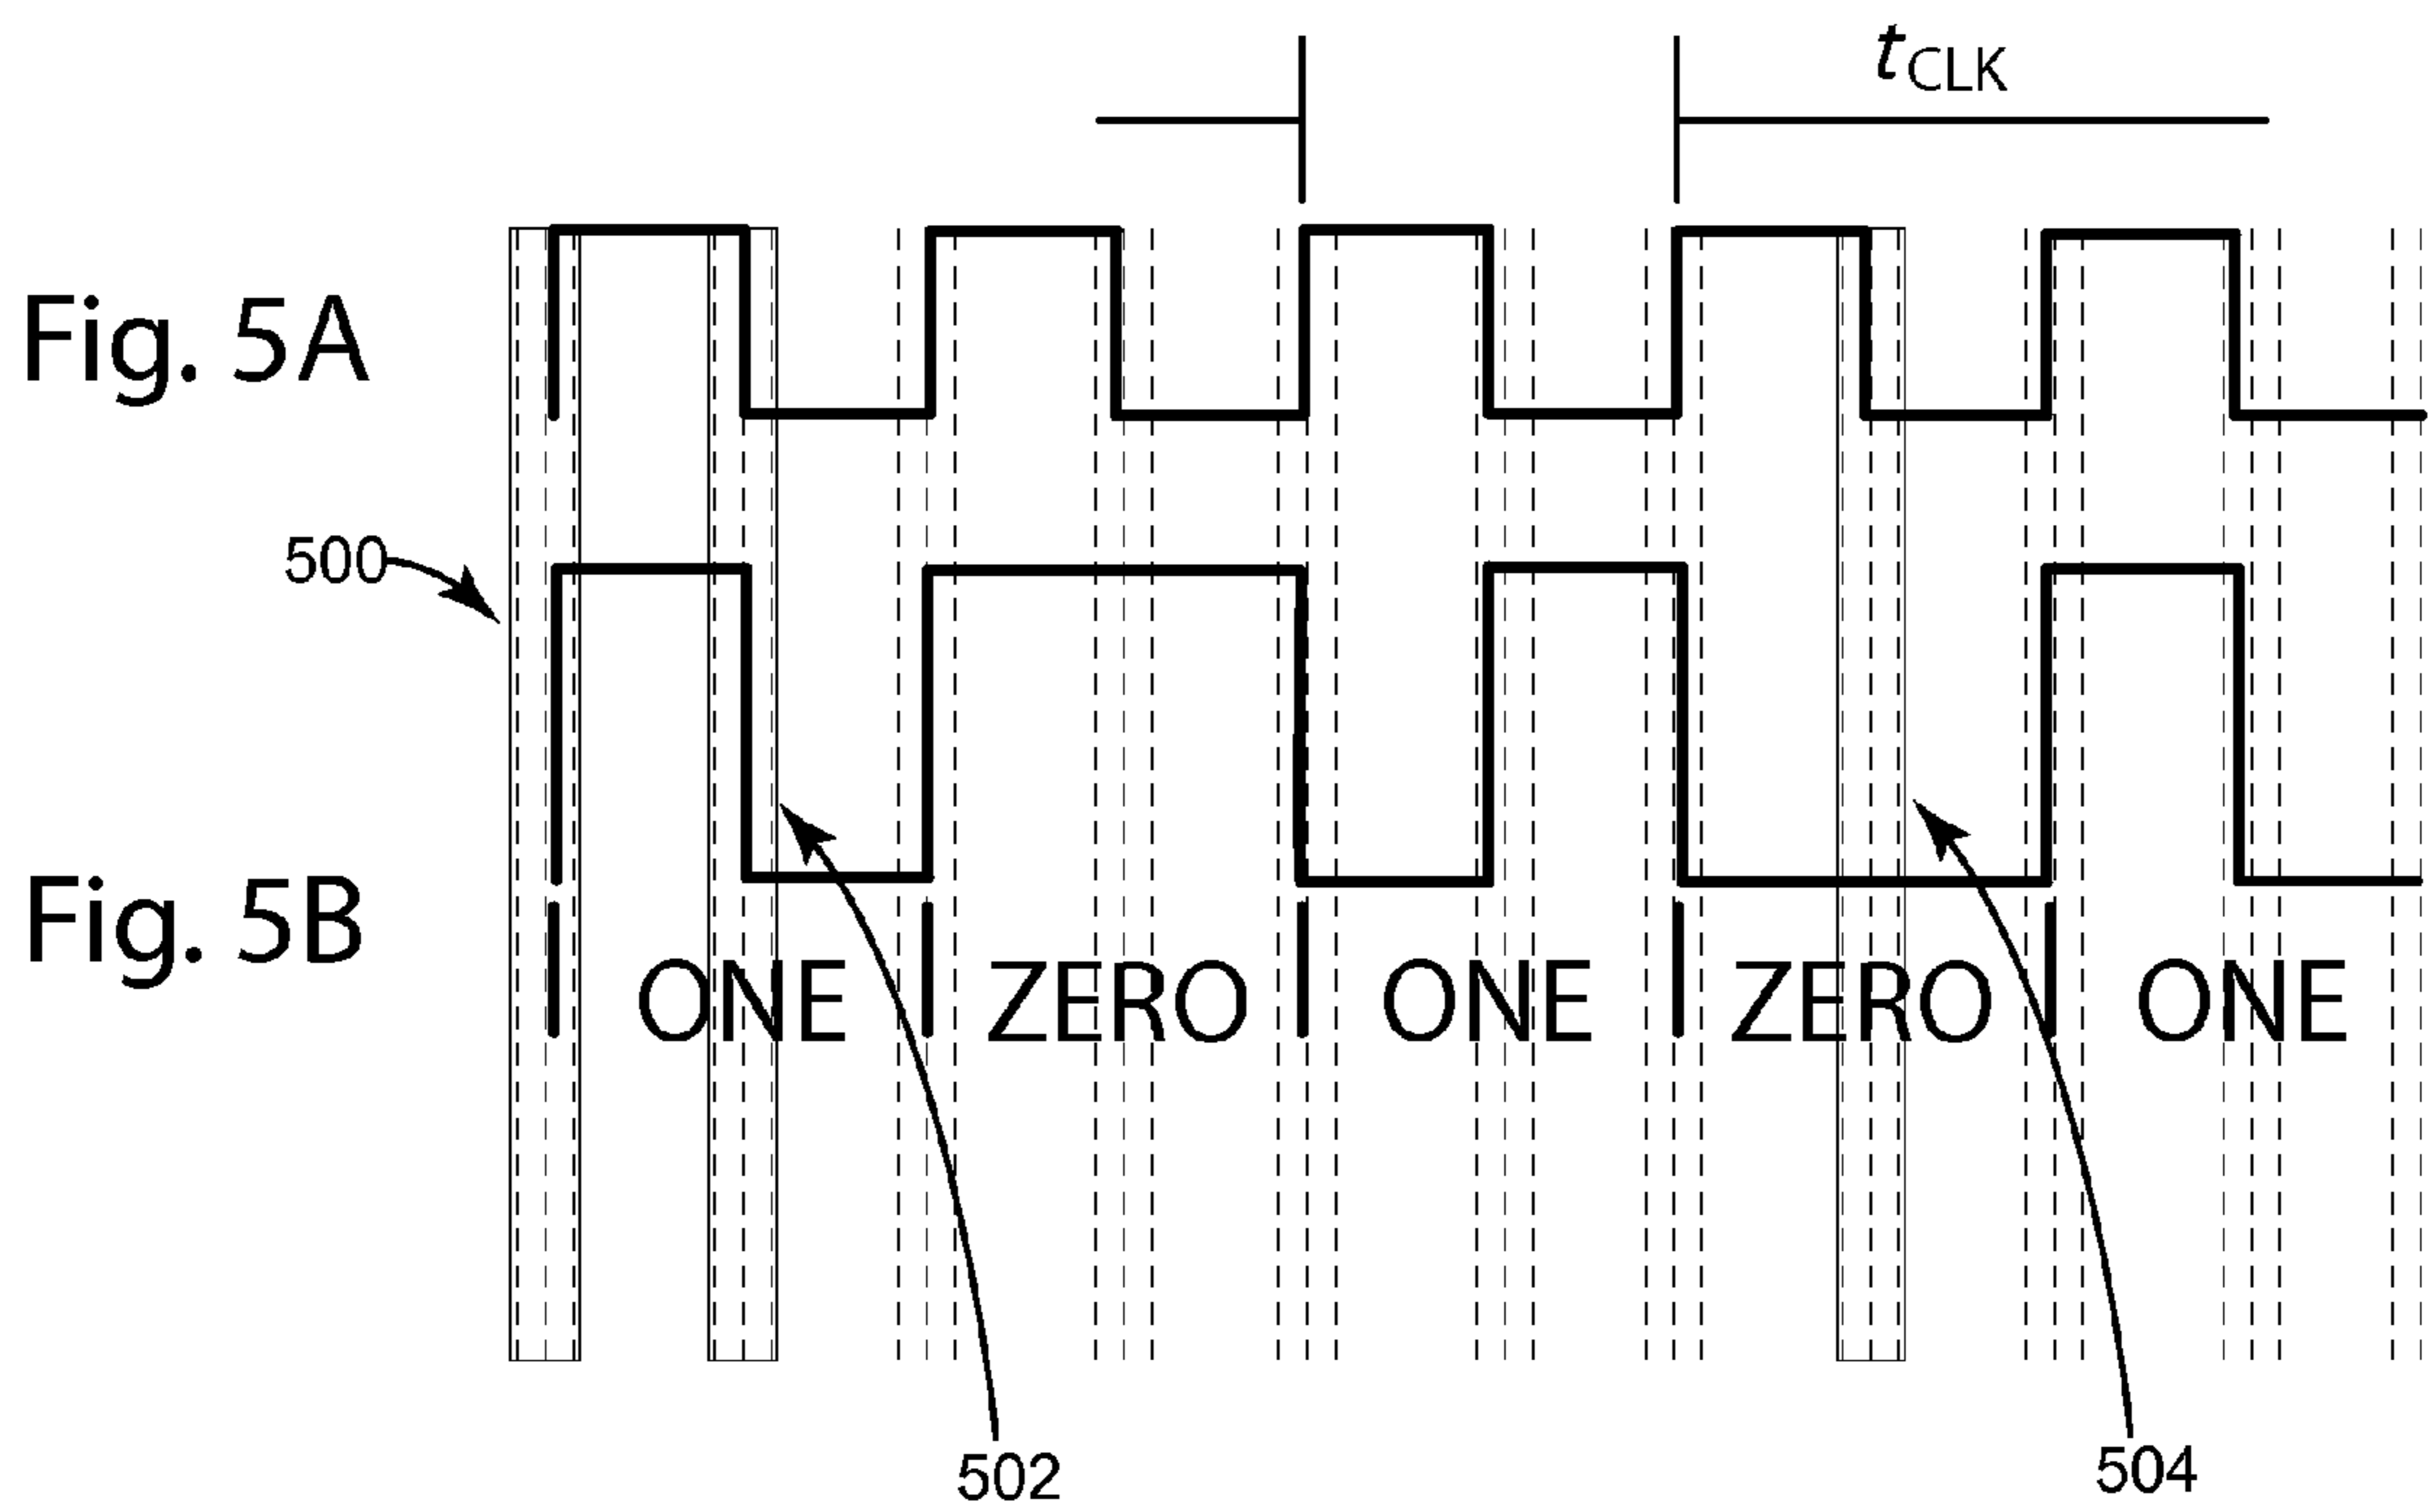 tCLK
Fig. 5A
500
Fig. 5B
ONE ZERO ONE ZERO ONE
502
504